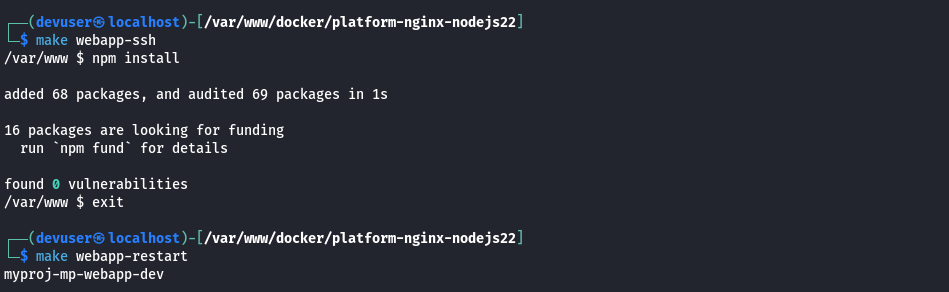 ┌──(devuser㉿localhost)-[/var/www/docker/platform-nginx-nodejs22]
└─$ make webapp-ssh
/var/www $ npm install
added 68 packages, and audited 69 packages in 1s
16 packages are looking for funding
  run `npm fund` for details
found 0 vulnerabilities
/var/www $ exit
┌──(devuser㉿localhost)-[/var/www/docker/platform-nginx-nodejs22]
└─$ make webapp-restart
myproj-mp-webapp-dev